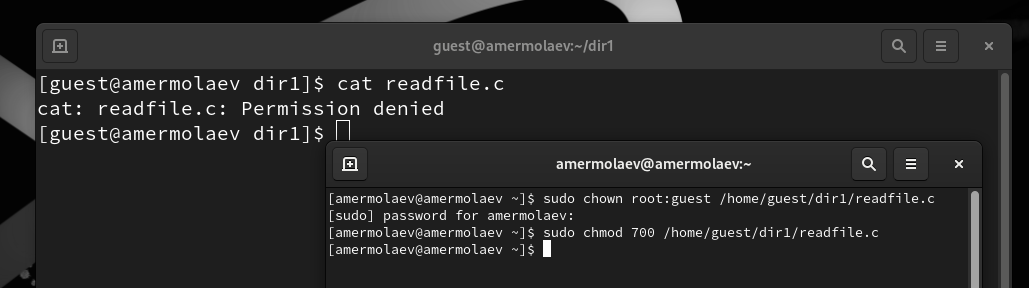 guest@amermolaev:~/dir1
[guest@amermolaev dir1]$ cat readfile.c
cat: readfile.c: Permission denied
[guest@amermolaev dir1]$
amermolaev@amermolaev:~
[amermolaev@amermolaev ~]$ sudo chown root:guest /home/guest/dir1/readfile.c
[sudo] password for amermolaev:
[amermolaev@amermolaev ~]$ sudo chmod 700 /home/guest/dir1/readfile.c
[amermolaev@amermolaev ~]$